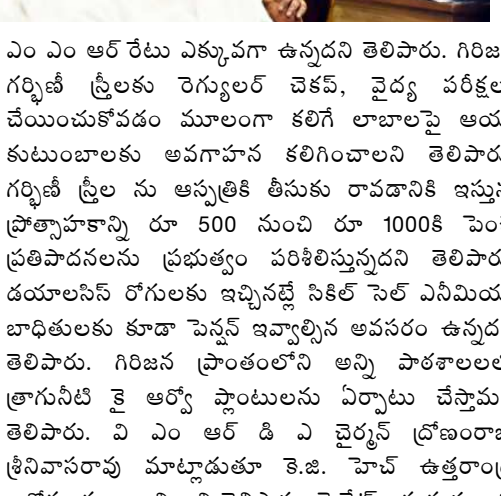 ఎం ఎం ఆర్ రేటు ఎక్కువగా ఉన్నదని తెలిపారు. గిరిజ
గర్భిణీ స్త్రీలకు రెగ్యులర్ చెకప్, వైద్య పరీక్షల
చేయించుకోవడం మూలంగా కలిగే లాబాలపై ఆయ
కుటుంబాలకు అవగాహన కలిగించాలని తెలిపారు
గర్భిణీ స్త్రీల ను ఆస్పత్రికి తీసుకు రావడానికి ఇస్తున
ప్రోత్సాహకాన్ని రూ 500 నుంచి రూ 1000కి పెంచ
ప్రతిపాదనలను ప్రభుత్వం పరిశీలిస్తున్నదని తెలిపారు
డయాలసిస్ రోగులకు ఇచ్చినట్లే సికిల్ సెల్ ఎనీమియ
బాధితులకు కూడా పెన్షన్ ఇవ్వాల్సిన అవసరం ఉన్నద
తెలిపారు. గిరిజన ప్రాంతంలోని అన్ని పాఠశాలల
త్రాగునీటి కై ఆర్వో ప్లాంటులను ఏర్పాటు చేస్తామ
తెలిపారు. వి ఎం ఆర్ డి ఎ చైర్మన్ ద్రోణంరా
శ్రీనివాసరావు మాట్లాడుతూ కె.జి. హెచ్ ఉత్తరాం